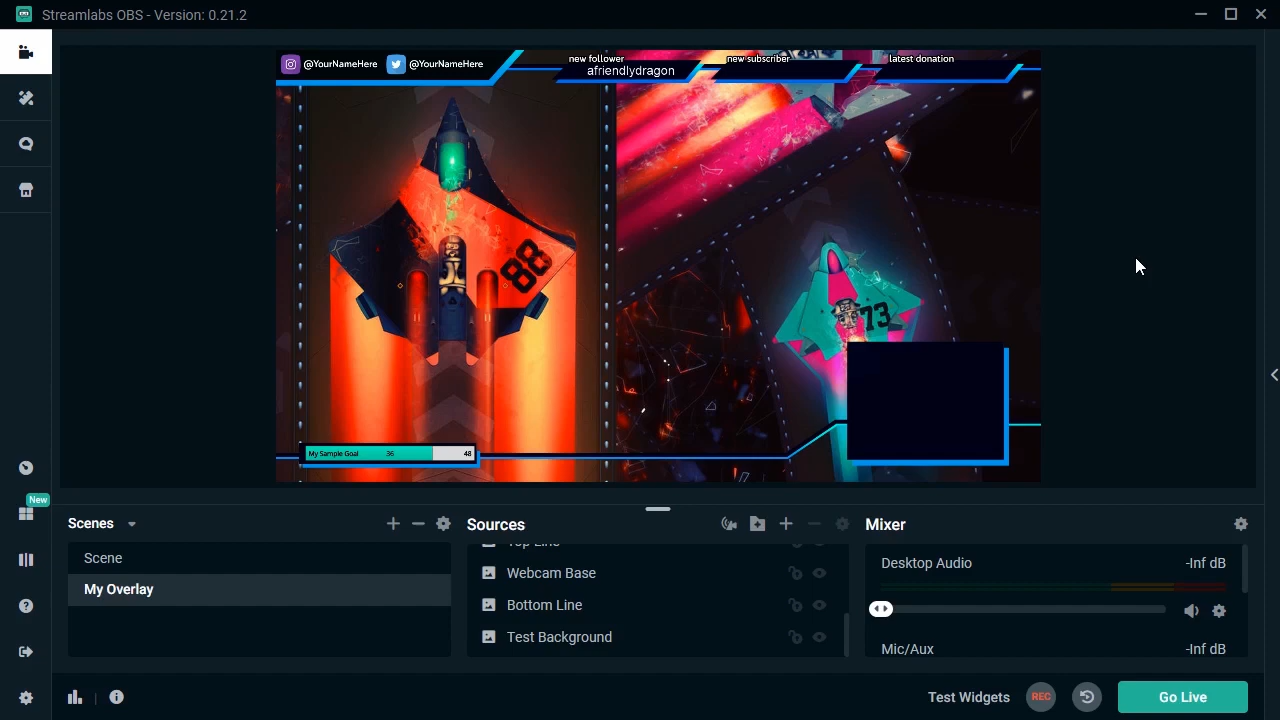 Streamlabs OBS - Version: 0.21.2
@YourNameHere
@YourNameHere
new follower
afriendlydragon
new subscriber
latest donation
88
73
My Sample Goal 36 48
New
Scenes
Scene
My Overlay
Sources
Top Line
Webcam Base
Bottom Line
Test Background
Mixer
Desktop Audio -Inf dB
Mic/Aux -Inf dB
Test Widgets
REC
Go Live